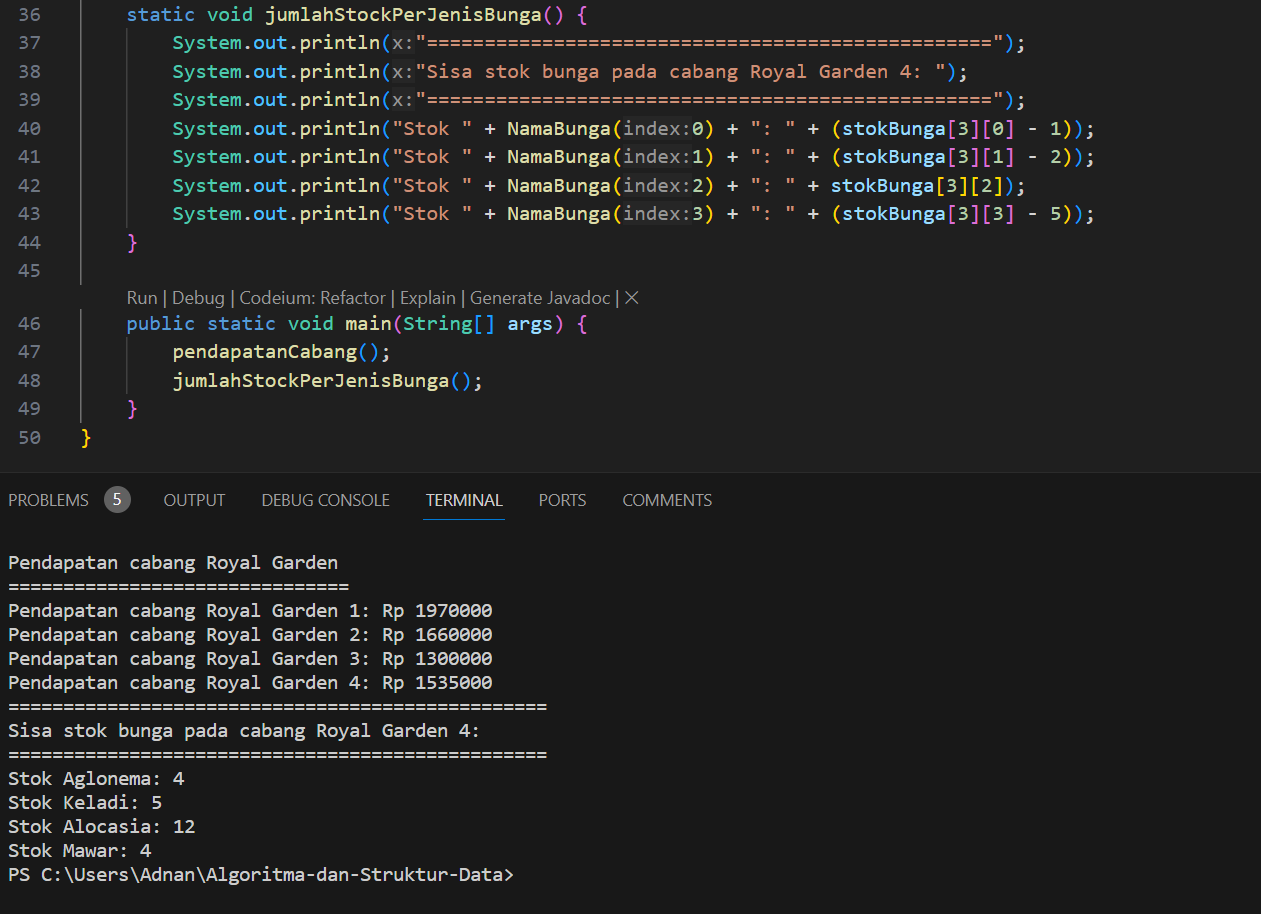 36 static void jumlahStockPerJenisBunga() {
37 System.out.println(x:"=================================================");
38 System.out.println(x:"Sisa stok bunga pada cabang Royal Garden 4: ");
39 System.out.println(x:"=================================================");
40 System.out.println("Stok " + NamaBunga(index:0) + ": " + (stokBunga[3][0] - 1));
41 System.out.println("Stok " + NamaBunga(index:1) + ": " + (stokBunga[3][1] - 2));
42 System.out.println("Stok " + NamaBunga(index:2) + ": " + stokBunga[3][2]);
43 System.out.println("Stok " + NamaBunga(index:3) + ": " + (stokBunga[3][3] - 5));
44 }
45
Run | Debug | Codeium: Refactor | Explain | Generate Javadoc | ×
46 public static void main(String[] args) {
47 pendapatanCabang();
48 jumlahStockPerJenisBunga();
49 }
50 }
PROBLEMS 5 OUTPUT DEBUG CONSOLE TERMINAL PORTS COMMENTS
Pendapatan cabang Royal Garden
===============================
Pendapatan cabang Royal Garden 1: Rp 1970000
Pendapatan cabang Royal Garden 2: Rp 1660000
Pendapatan cabang Royal Garden 3: Rp 1300000
Pendapatan cabang Royal Garden 4: Rp 1535000
=================================================
Sisa stok bunga pada cabang Royal Garden 4:
=================================================
Stok Aglonema: 4
Stok Keladi: 5
Stok Alocasia: 12
Stok Mawar: 4
PS C:\Users\Adnan\Algoritma-dan-Struktur-Data>